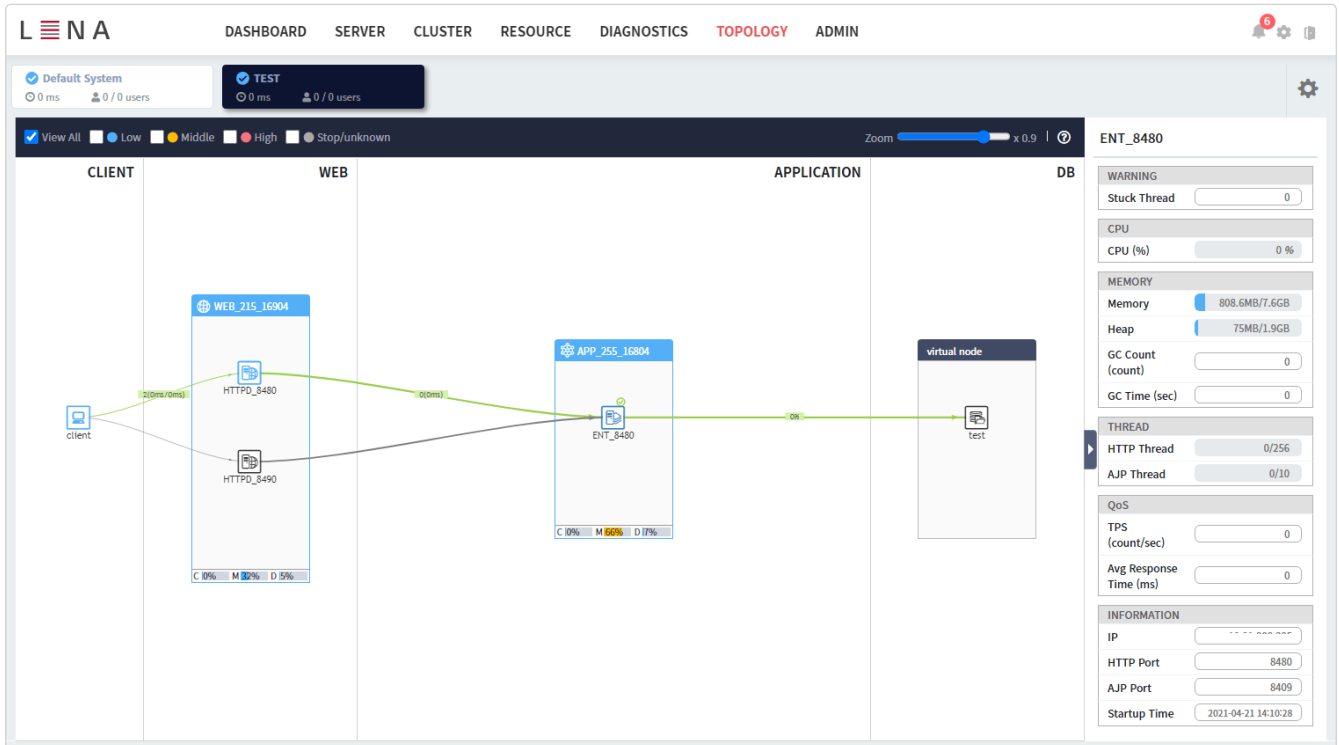 LENA
DASHBOARD SERVER CLUSTER RESOURCE DIAGNOSTICS TOPOLOGY ADMIN
6
Default System
0 ms 0 / 0 users
TEST
0 ms 0 / 0 users
View All Low Middle High Stop/unknown
Zoom x 0.9
CLIENT WEB APPLICATION DB
client
2(0ms/0ms)
WEB_215_16904
HTTPD_8480
HTTPD_8490
C 0% M 32% D 5%
0(0ms)
APP_255_16804
ENT_8480
C 0% M 66% D 7%
virtual node
test
ENT_8480
WARNING
Stuck Thread 0
CPU
CPU (%) 0 %
MEMORY
Memory 808.6MB/7.6GB
Heap 75MB/1.9GB
GC Count
(count) 0
GC Time (sec) 0
THREAD
HTTP Thread 0/256
AJP Thread 0/10
QoS
TPS
(count/sec) 0
Avg Response
Time (ms) 0
INFORMATION
IP
HTTP Port 8480
AJP Port 8409
Startup Time 2021-04-21 14:10:28